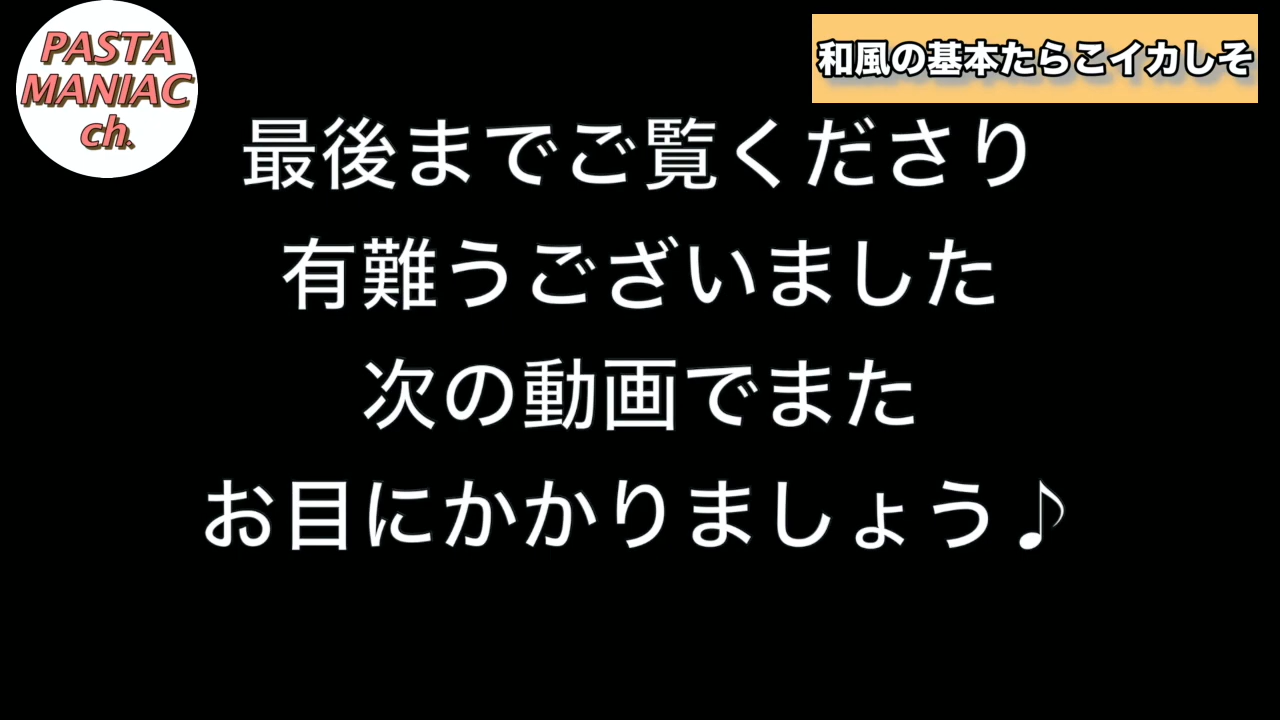 PASTA
MANIAC
ch.
和風の基本たらこイカしそ
最後までご覧くださり
有難うございました
次の動画でまた
お目にかかりましょう♪